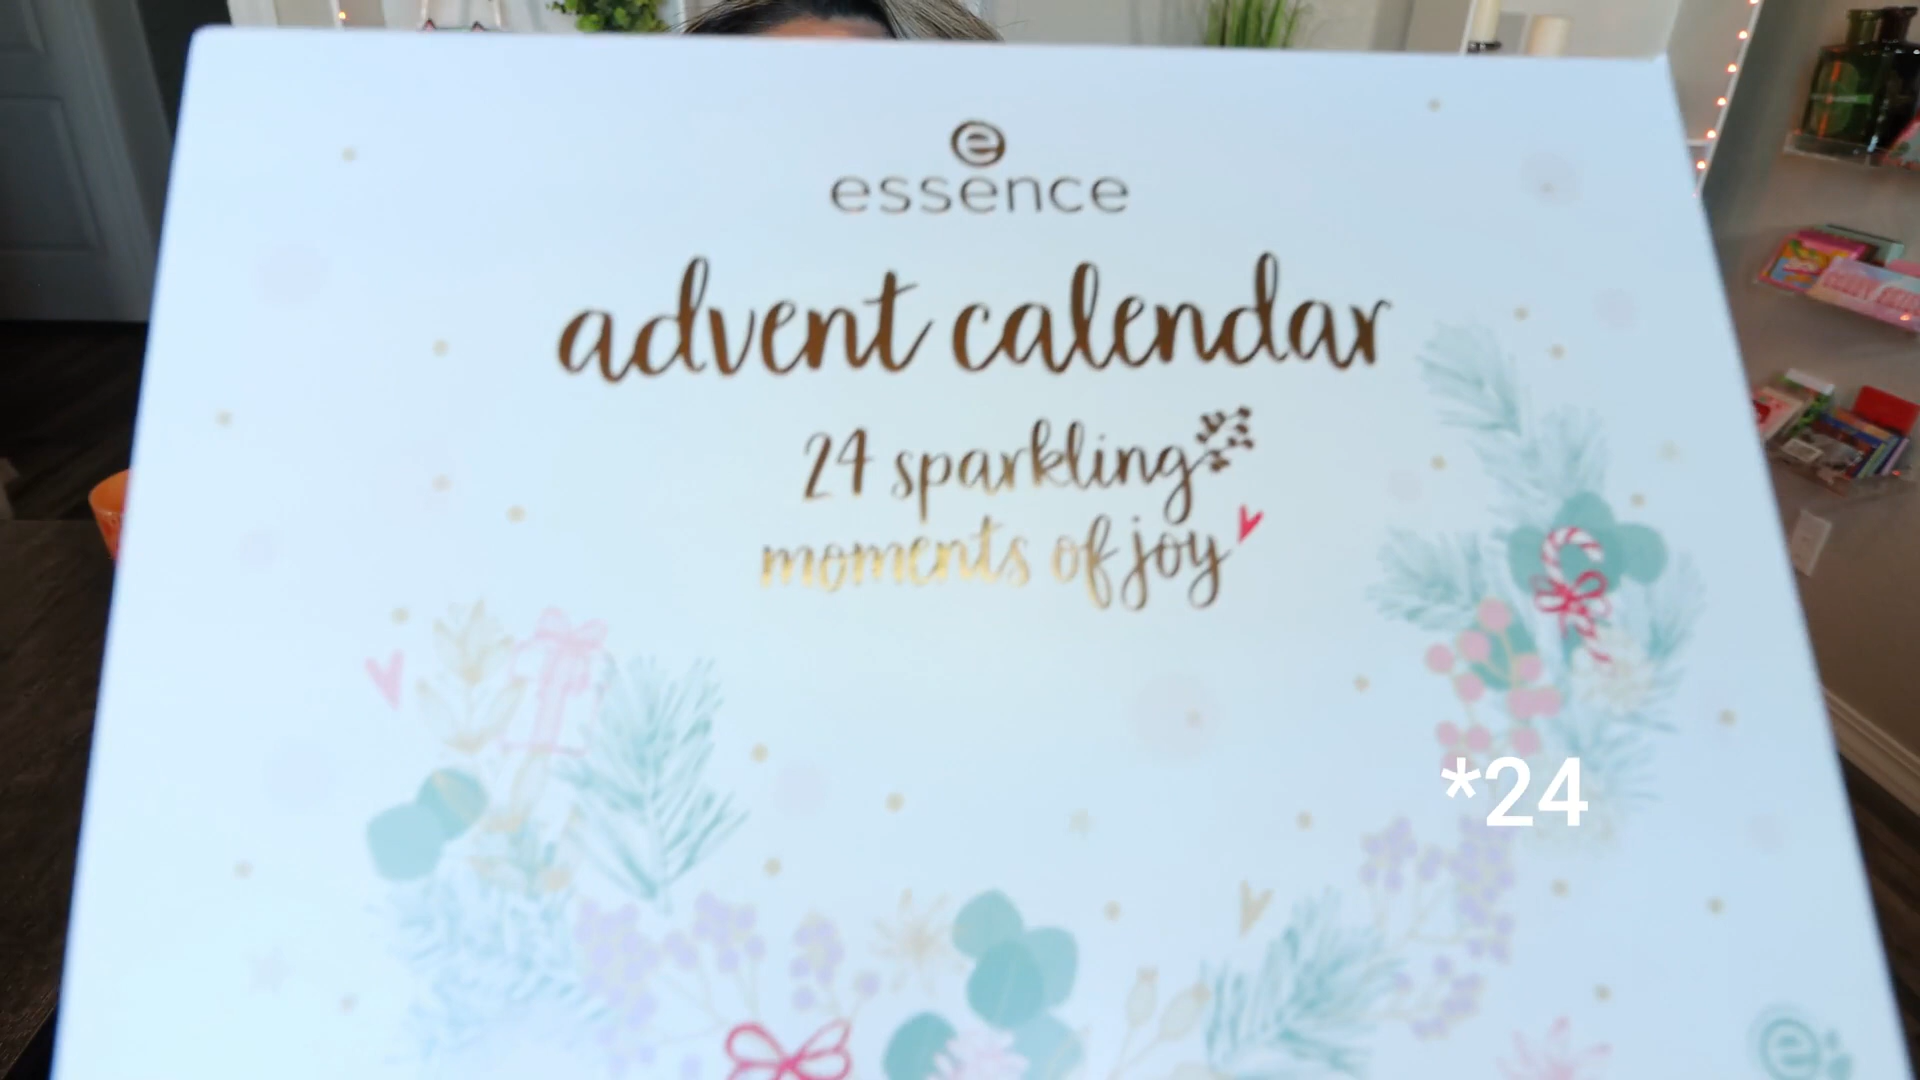 e
essence
advent calendar
24 sparkling
moments of joy
*24
e